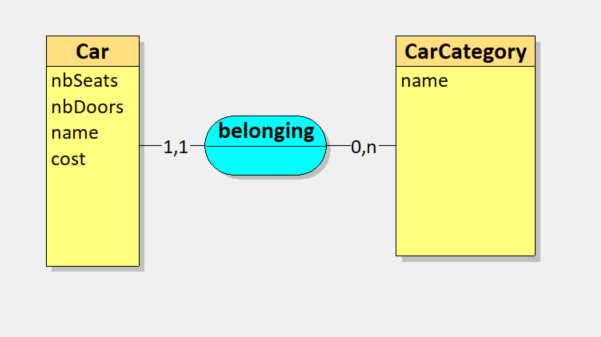 Car
nbSeats
nbDoors
name
cost
1,1
belonging
0,n
CarCategory
name